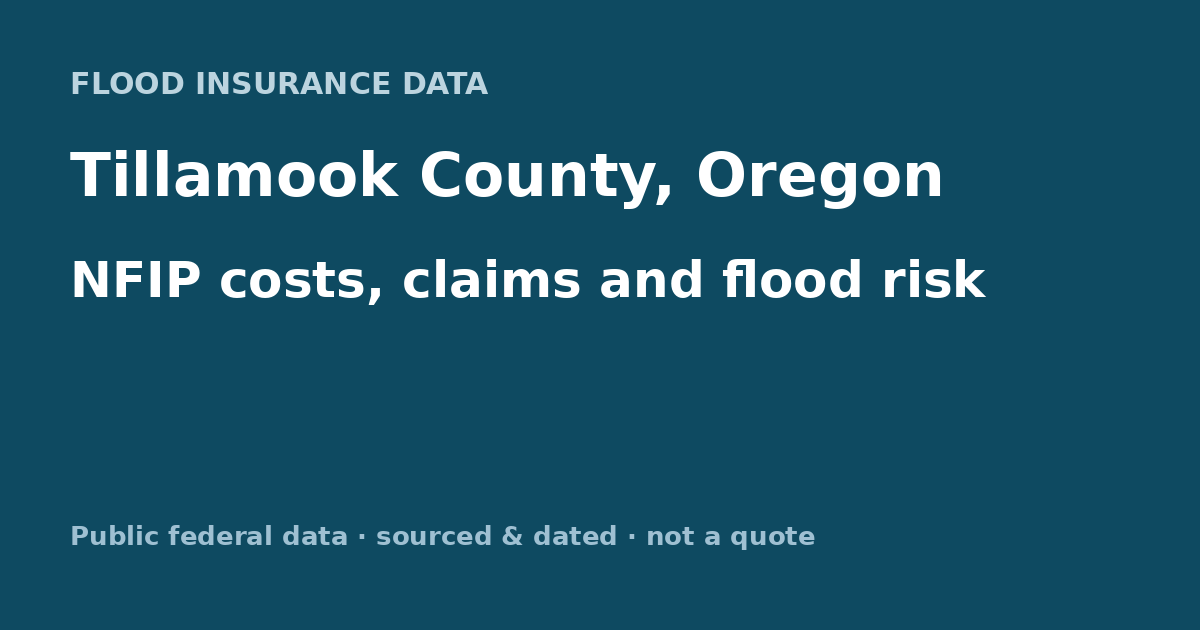 FLOOD INSURANCE DATA
Tillamook County, Oregon
NFIP costs, claims and flood risk
Public federal data · sourced & dated · not a quote